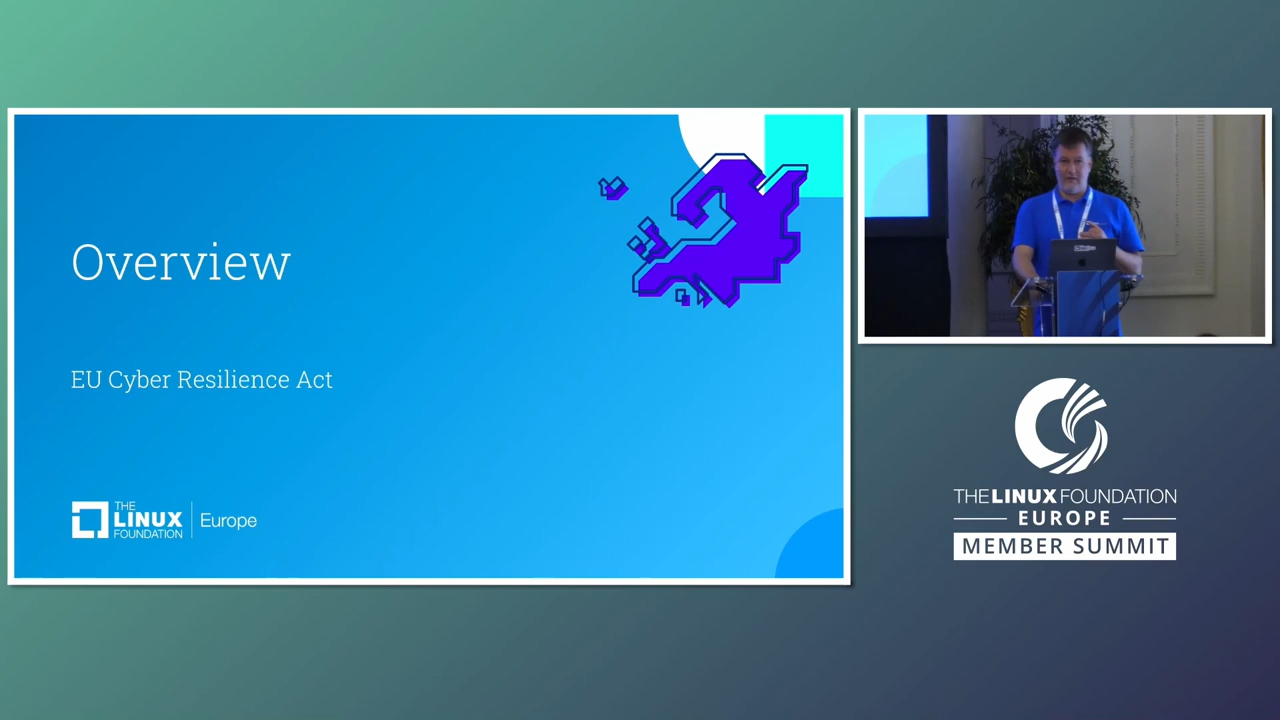 Overview
EU Cyber Resilience Act
THE
LINUX
FOUNDATION
Europe
THE LINUX FOUNDATION
EUROPE
MEMBER SUMMIT